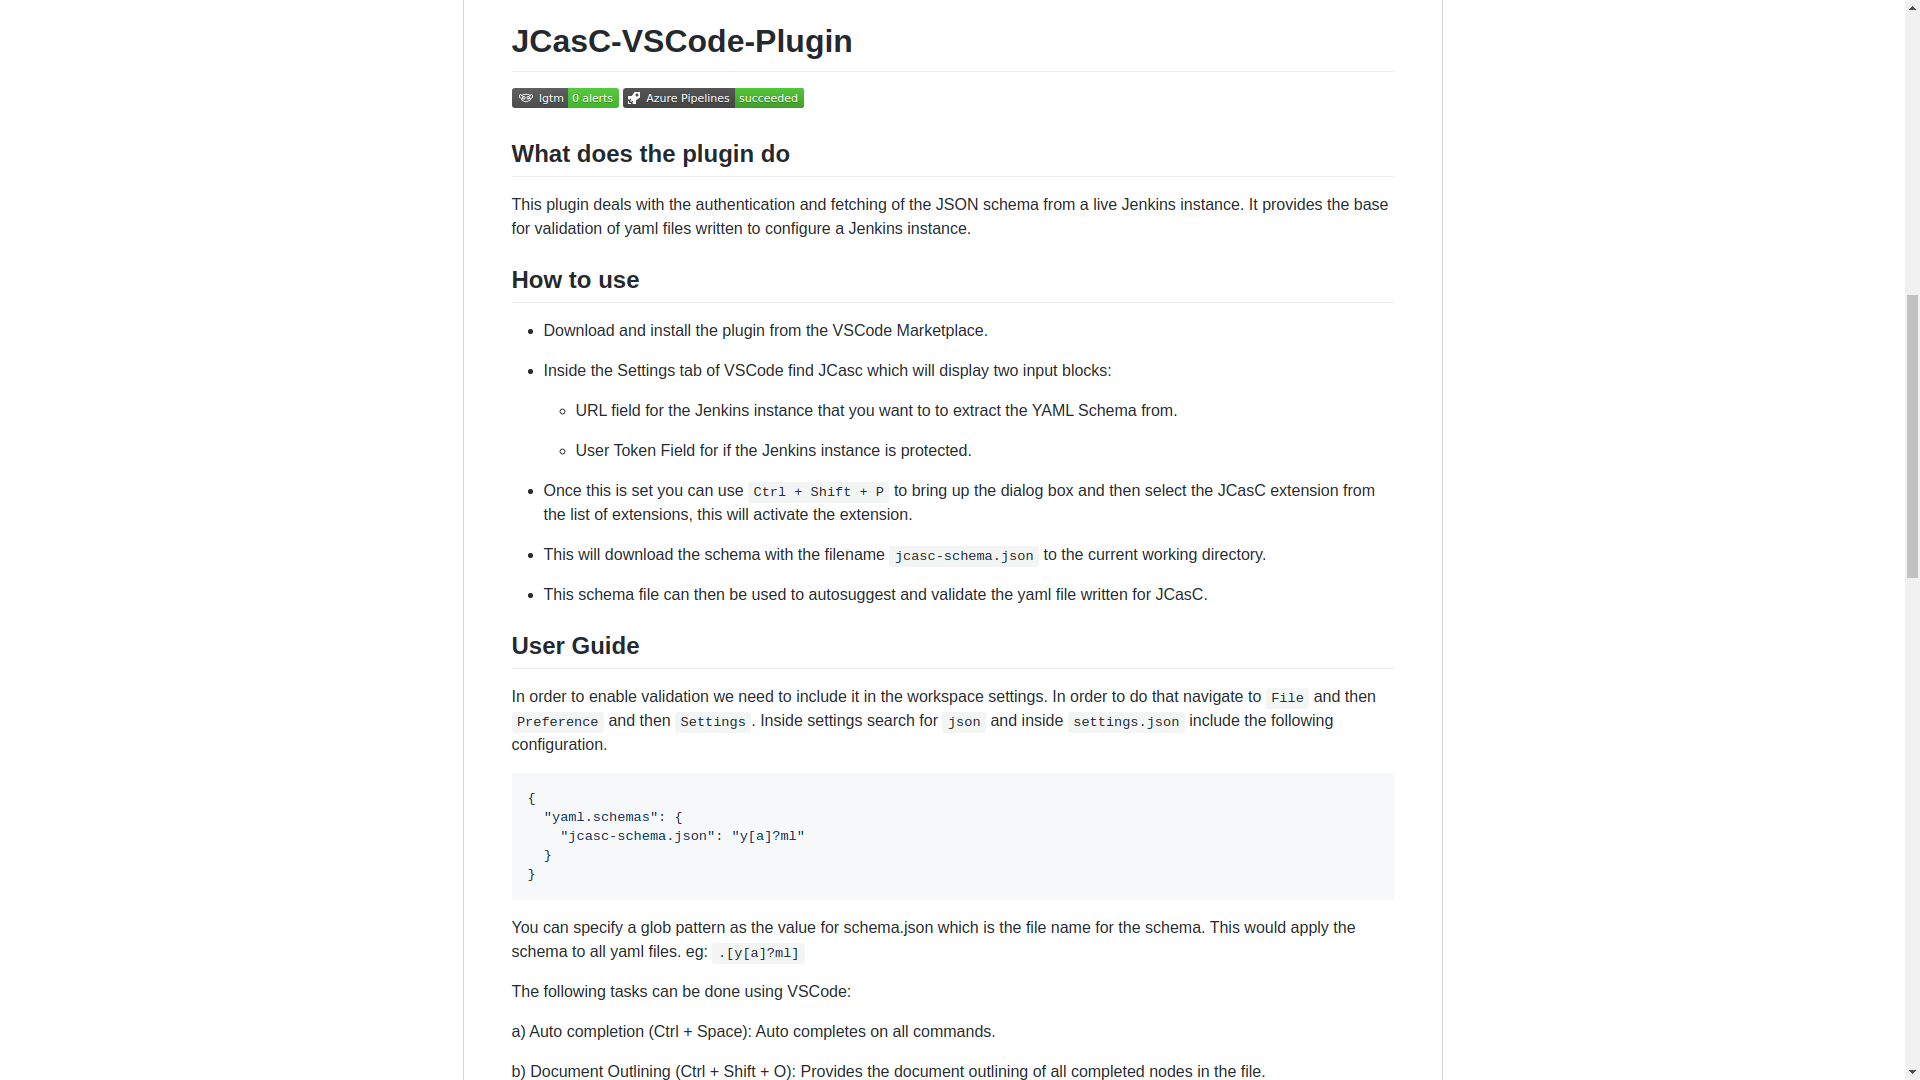 JCasC-VSCode-Plugin
lgtm 0 alerts Azure Pipelines succeeded
What does the plugin do
This plugin deals with the authentication and fetching of the JSON schema from a live Jenkins instance. It provides the base
for validation of yaml files written to configure a Jenkins instance.
How to use
Download and install the plugin from the VSCode Marketplace.
Inside the Settings tab of VSCode find JCasc which will display two input blocks:
URL field for the Jenkins instance that you want to to extract the YAML Schema from.
User Token Field for if the Jenkins instance is protected.
Once this is set you can use Ctrl + Shift + P to bring up the dialog box and then select the JCasC extension from
the list of extensions, this will activate the extension.
This will download the schema with the filename jcasc-schema.json to the current working directory.
This schema file can then be used to autosuggest and validate the yaml file written for JCasC.
User Guide
In order to enable validation we need to include it in the workspace settings. In order to do that navigate to File and then
Preference and then Settings. Inside settings search for json and inside settings.json include the following
configuration.
{
"yaml.schemas": {
"jcasc-schema.json": "y[a]?ml"
}
}
You can specify a glob pattern as the value for schema.json which is the file name for the schema. This would apply the
schema to all yaml files. eg: .[y[a]?ml]
The following tasks can be done using VSCode:
a) Auto completion (Ctrl + Space): Auto completes on all commands.
b) Document Outlining (Ctrl + Shift + O): Provides the document outlining of all completed nodes in the file.